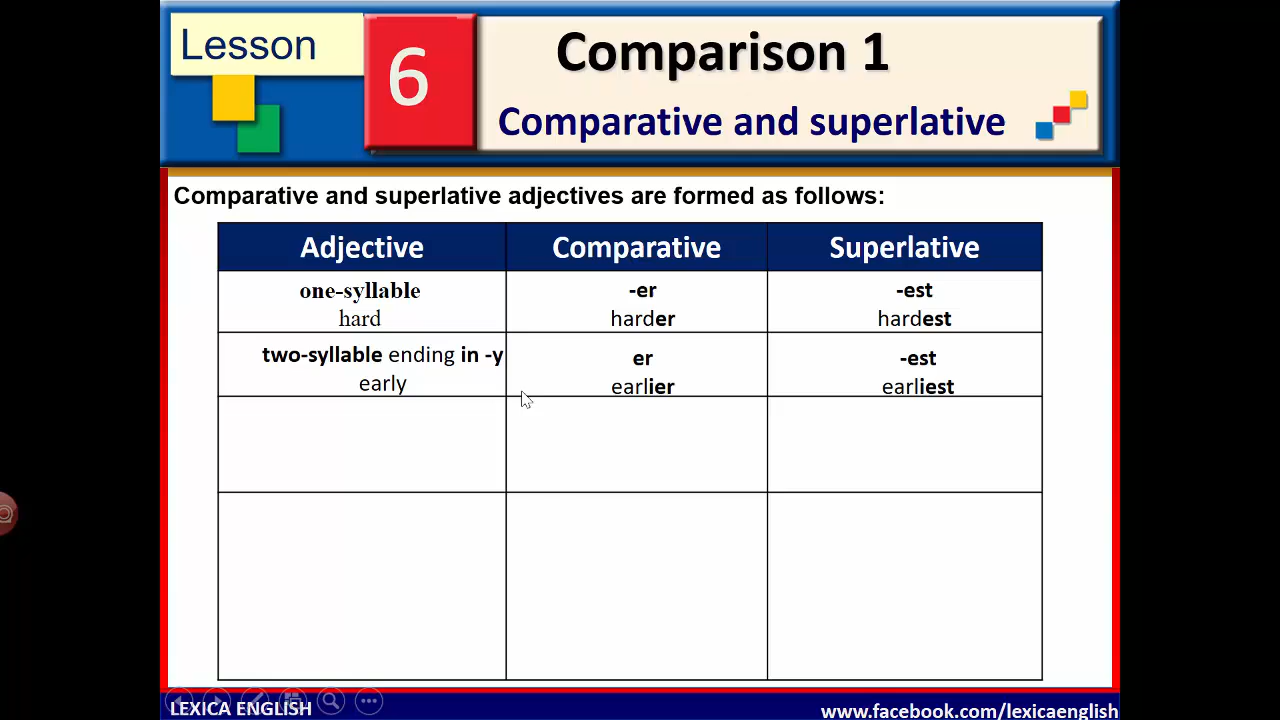 Lesson
6
Comparison 1
Comparative and superlative
Comparative and superlative adjectives are formed as follows:
Adjective Comparative Superlative
one-syllable -er -est
hard harder hardest
two-syllable ending in -y er -est
early earlier earliest
LEXICA ENGLISH
www.facebook.com/lexicaenglish